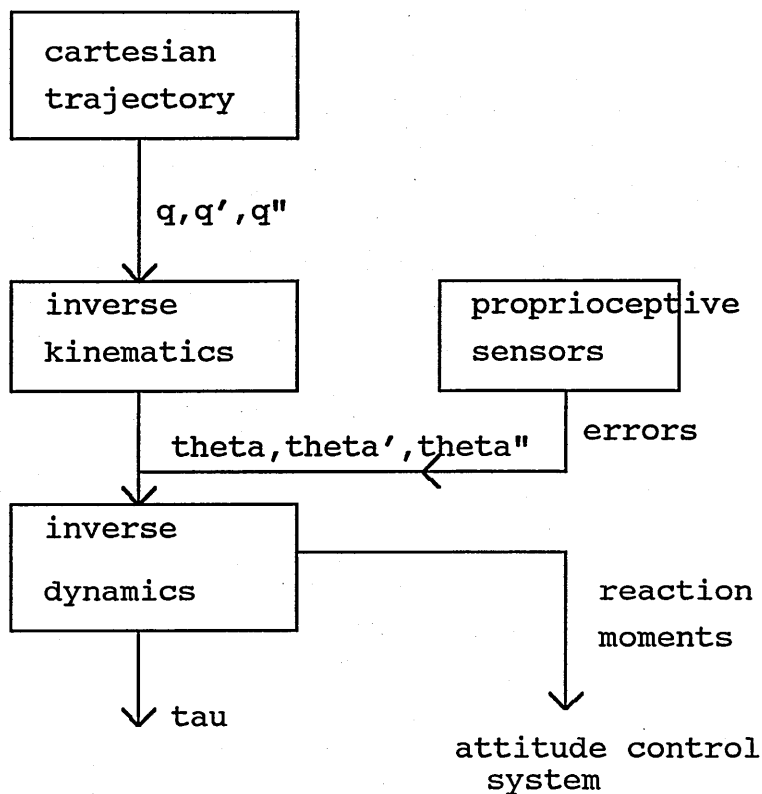 cartesian
trajectory
q,q′,q"
inverse
kinematics
proprioceptive
sensors
errors
theta,theta′,theta"
inverse
dynamics
reaction
moments
tau
attitude control
system